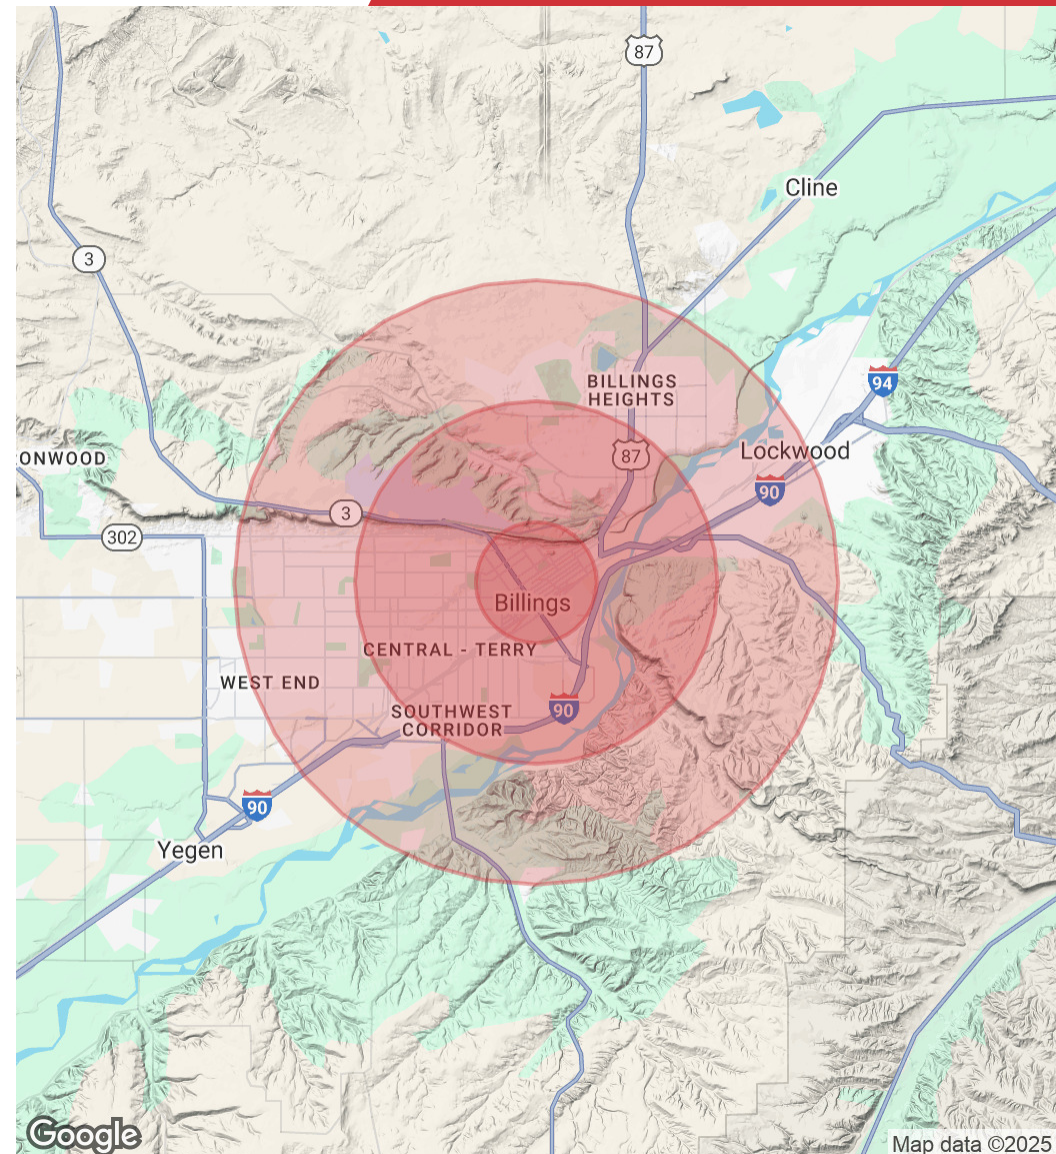 87
Cline
3
94
BILLINGS
HEIGHTS
87
Lockwood
ONWOOD
90
3
302
Billings
CENTRAL - TERRY
WEST END
90
SOUTHWEST
CORRIDOR
90
Yegen
Google
Map data ©2025